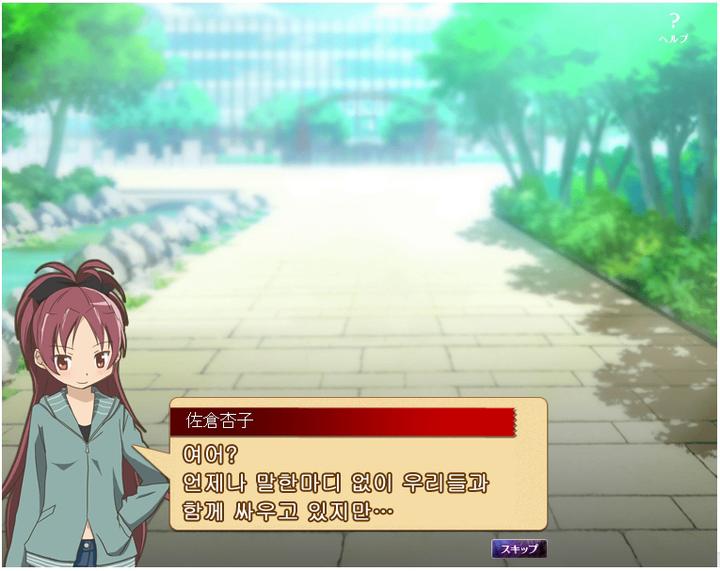 ?
ヘルプ
佐倉杏子
여어?
언제나 말한마디 없이 우리들과
함께 싸우고 있지만…
スキップ